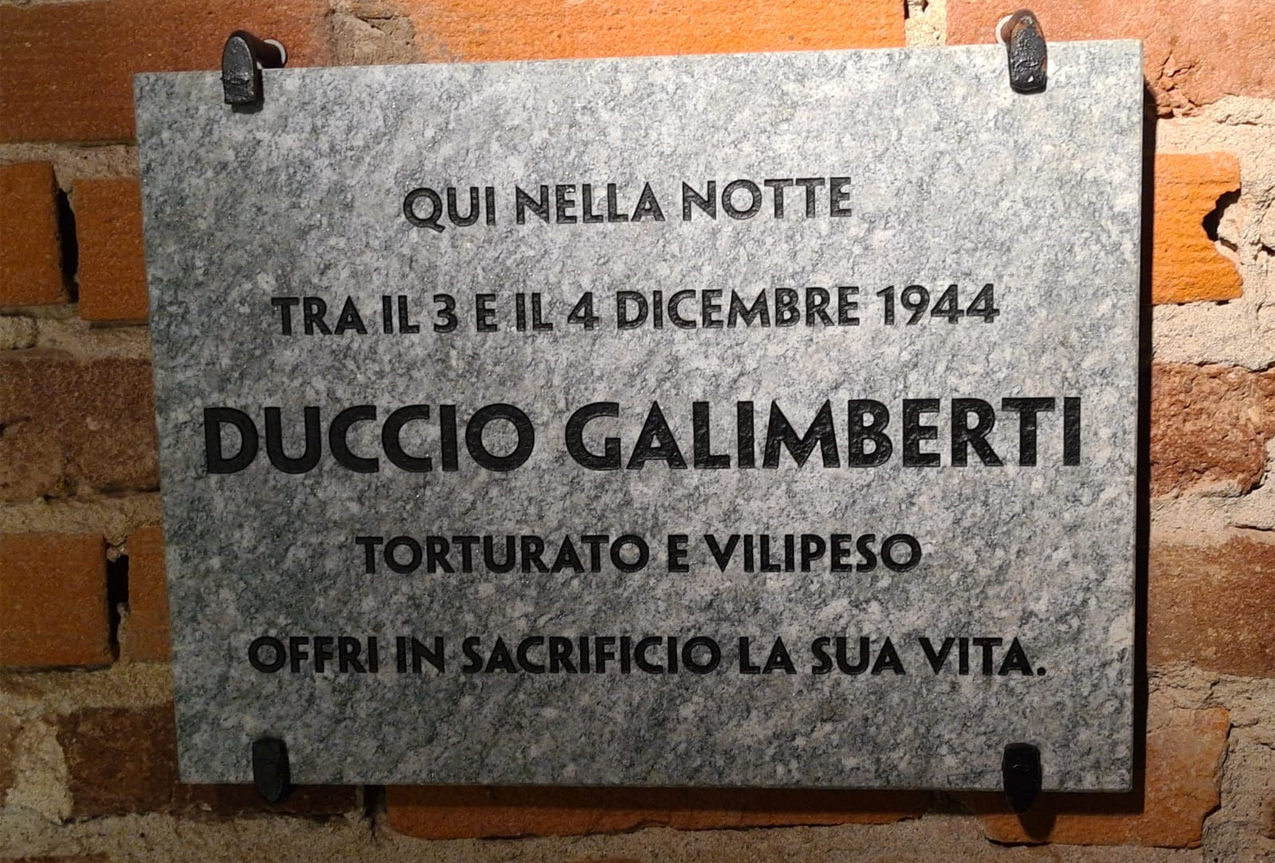 QUI NELLA NOTTE
TRA IL 3 E IL 4 DICEMBRE 1944
DUCCIO GALIMBERTI
TORTURATO E VILIPESO
OFFRI IN SACRIFICIO LA SUA VITA.